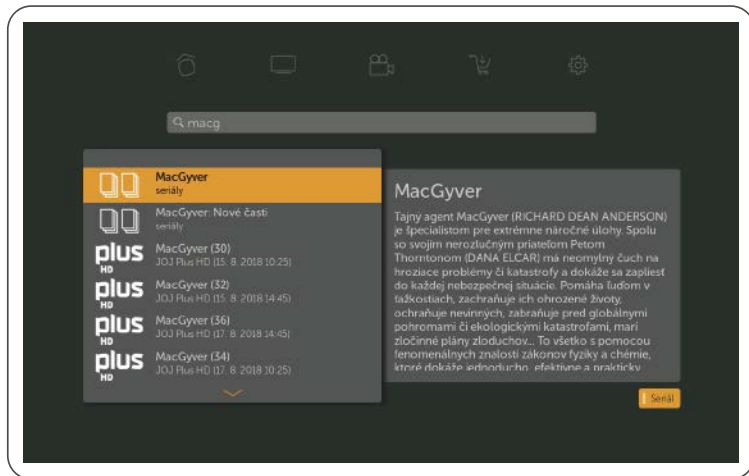 macg
MacGyver
seriály
MacGyver: Nové časti
seriály
plus
HD
MacGyver (30)
JOJ Plus HD (15. 8. 2018 10:25)
plus
HD
MacGyver (32)
JOJ Plus HD (15. 8. 2018 14:45)
plus
HD
MacGyver (36)
JOJ Plus HD (17. 8. 2018 14:45)
plus
HD
MacGyver (34)
JOJ Plus HD (17. 8. 2018 10:25)
MacGyver
Tajný agent MacGyver (RICHARD DEAN ANDERSON)
je špecialistom pre extrémne náročné úlohy. Spolu
so svojim nerozlučným priateľom Petom
Thorntonom (DANA ELCAR) má neomylný čuch na
hroziace problémy či katastrofy a dokáže sa zapliesť
do každej nebezpečnej situácie. Pomáha ľuďom v
ťažkostiach, zachraňuje ich ohrozené životy,
ochraňuje nevinných, zabraňuje pred globálnymi
pohromami či ekologickými katastrofami, marí
zločinné plány zloduchov... To všetko s pomocou
fenomenálnych znalostí zákonov fyziky a chémie,
ktoré dokáže jednoducho, efektívne a prakticky
Seriál